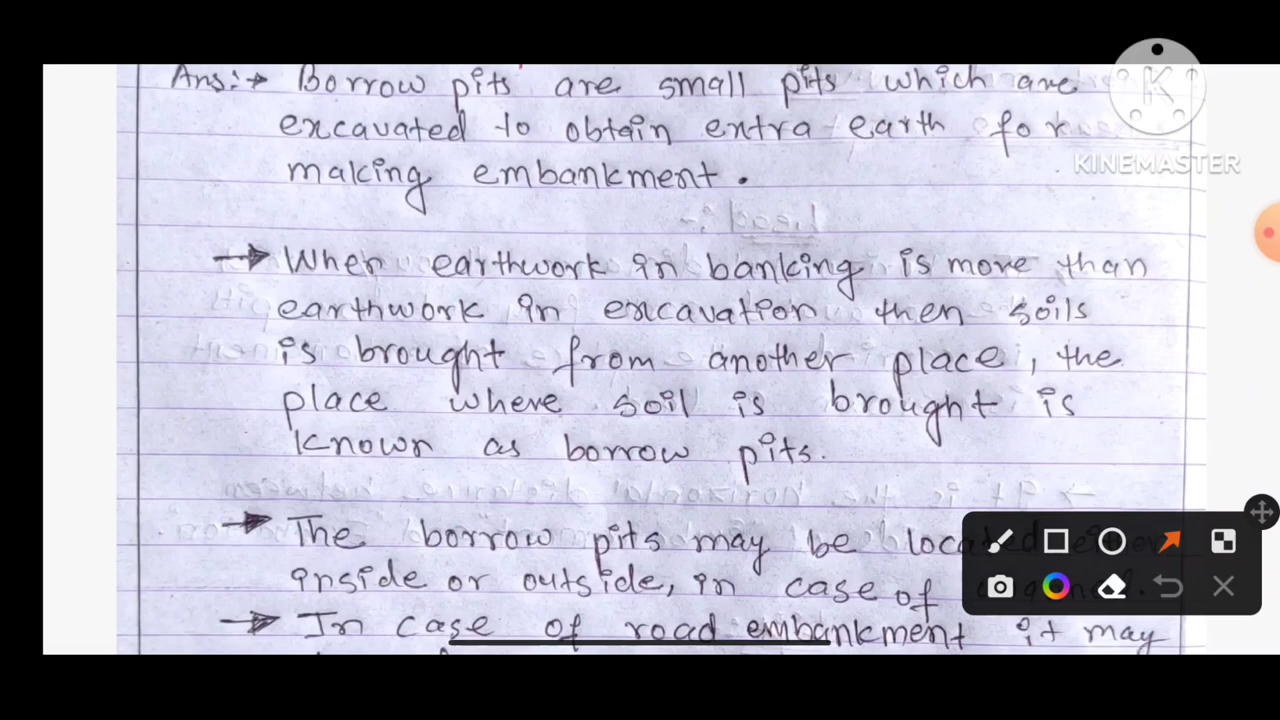 Ans:→ Borrow pits are small pits which are
excavated to obtain extra earth for
making embankment.
→ When earthwork in banking is more than
earthwork in excavation then soils
is brought from another place, the
place where soil is brought is
known as borrow pits.
→ The borrow pits may be located
inside or outside, in case of
→ In case of road embankment it may
K
KINEMASTER